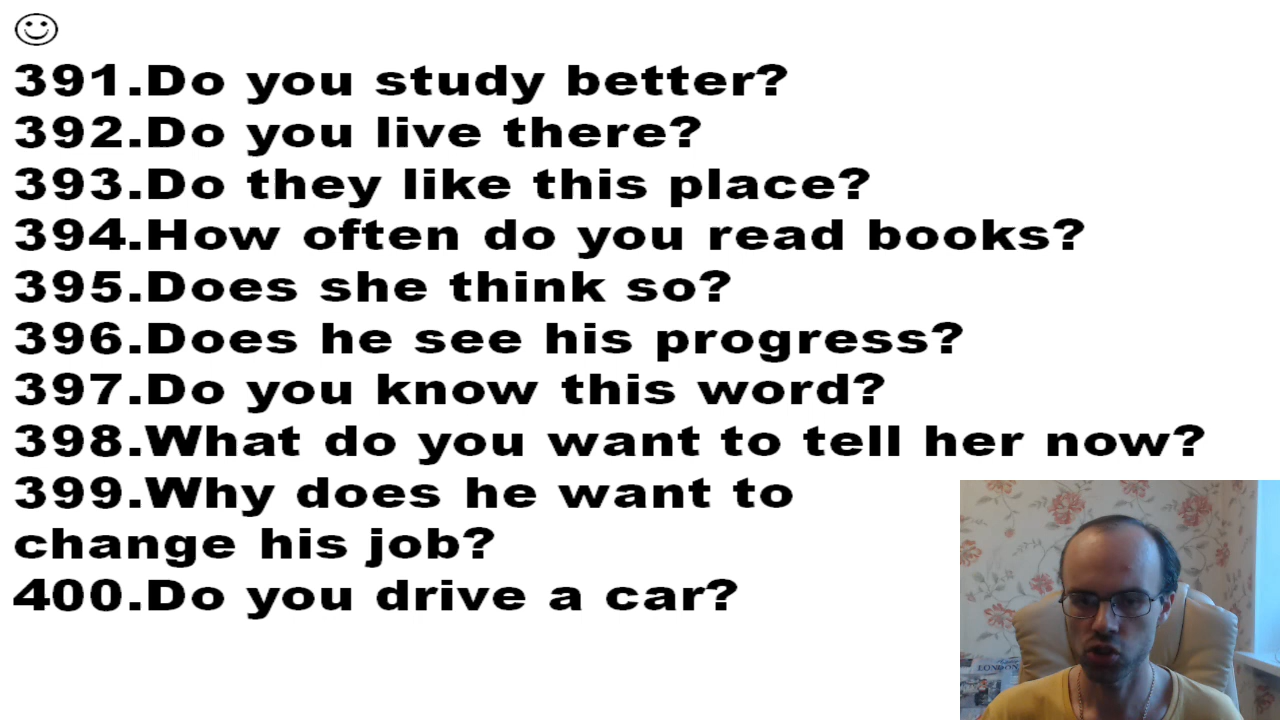 391.Do you study better?
392.Do you live there?
393.Do they like this place?
394.How often do you read books?
395.Does she think so?
396.Does he see his progress?
397.Do you know this word?
398.What do you want to tell her now?
399.Why does he want to
change his job?
400.Do you drive a car?
LONDON